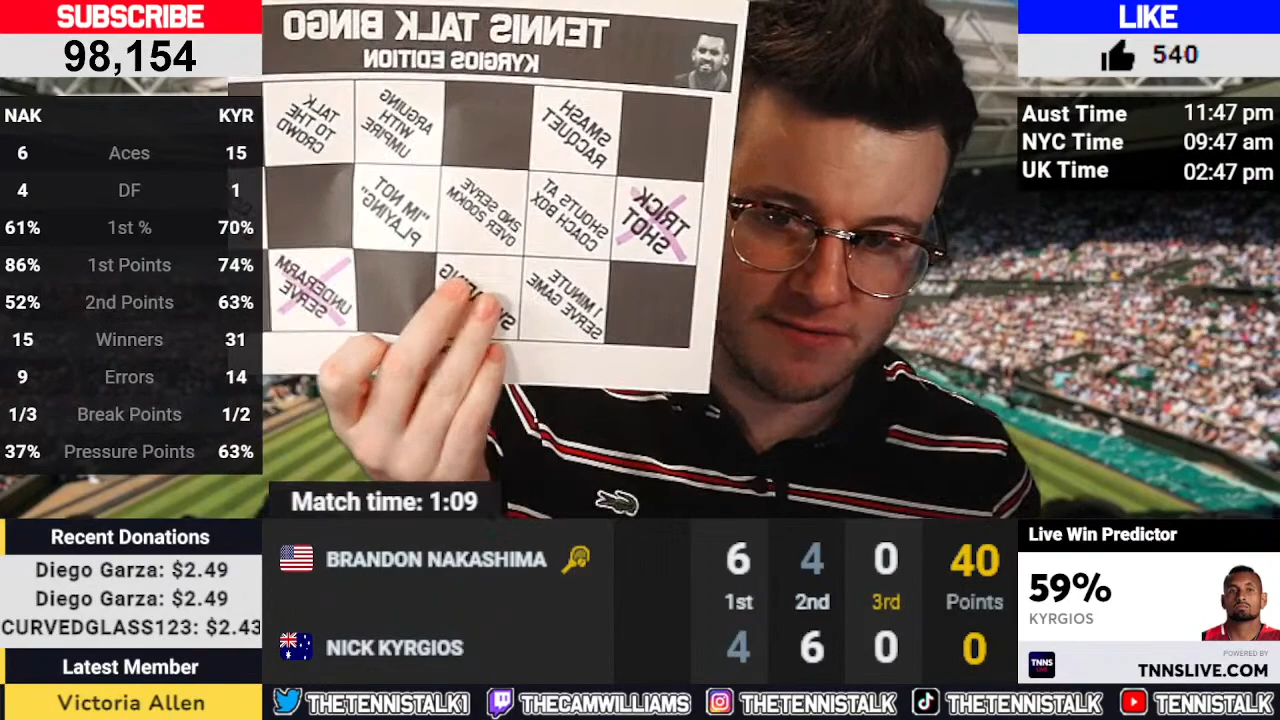 SUBSCRIBE
98,154
NAK KYR
6 Aces 15
4 DF 1
61% 1st % 70%
86% 1st Points 74%
52% 2nd Points 63%
15 Winners 31
9 Errors 14
1/3 Break Points 1/2
37% Pressure Points 63%
Recent Donations
Diego Garza: $2.49
Diego Garza: $2.49
CURVEDGLASS123: $2.43
Latest Member
Victoria Allen
TENNIS TALK BINGO
KYRGIOS EDITION
SMASH
RACQUET
ARGUING
WITH
UMPIRE
TALK
TO THE
CROWD
TRICK
SHOT
SHOUTS AT
COACH BOX
2ND SERVE
OVER 200KM
"IM NOT
PLAYING"
1 MINUTE
SERVE GAME
UNDERARM
SERVE
LIKE
540
Aust Time 11:47 pm
NYC Time 09:47 am
UK Time 02:47 pm
Match time: 1:09
BRANDON NAKASHIMA 6 4 0 40
1st 2nd 3rd Points
NICK KYRGIOS 4 6 0 0
Live Win Predictor
59%
KYRGIOS
POWERED BY
TNNS LIVE
TNNSLIVE.COM
THETENNISTALK1 THECAMWILLIAMS THETENNISTALK THETENNISTALK TENNISTALK